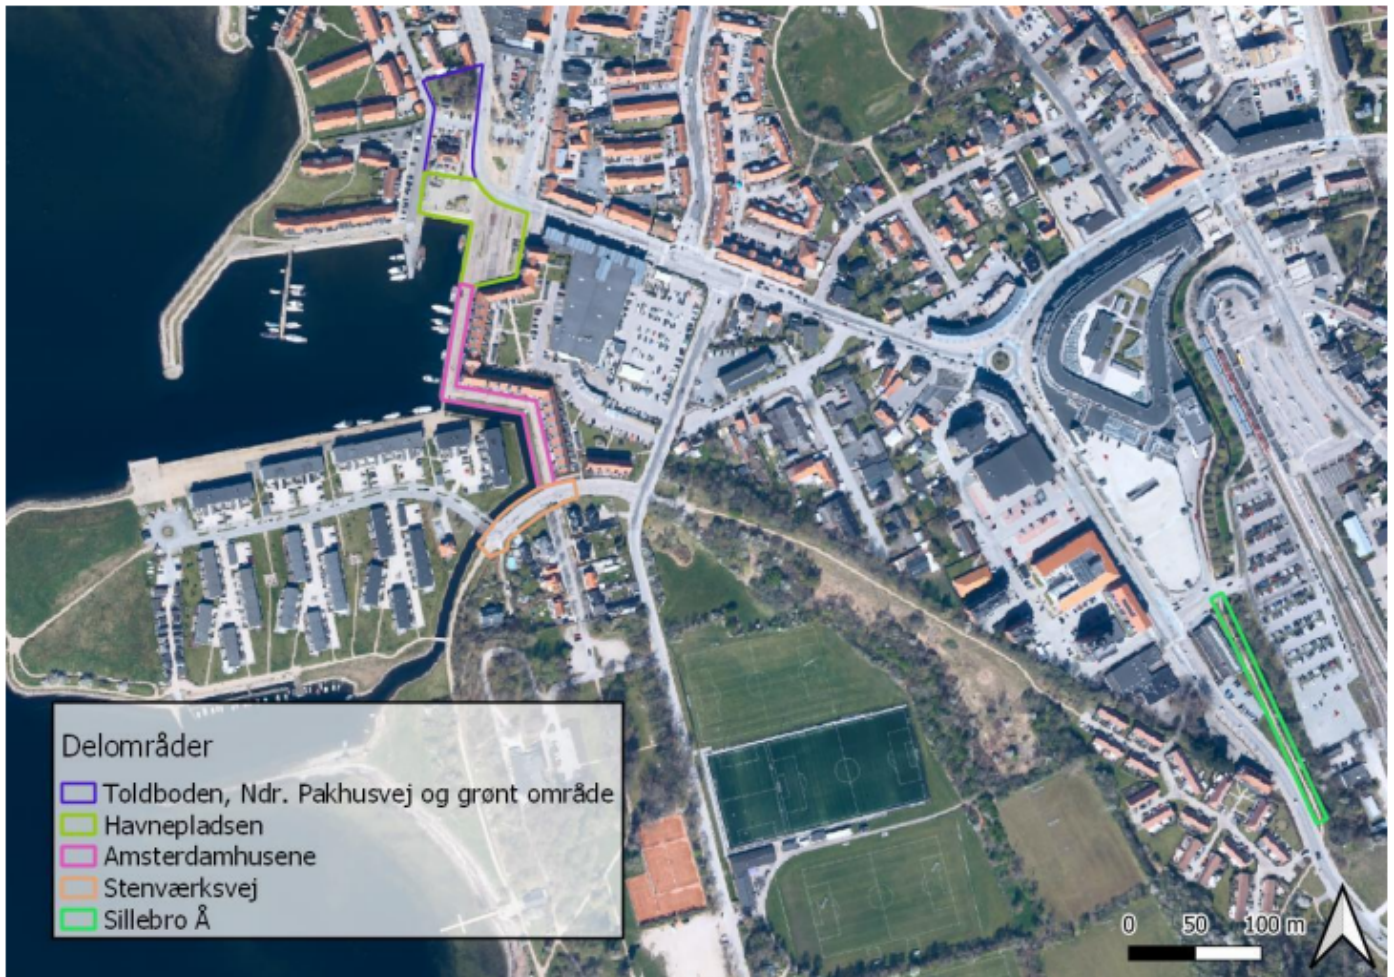 Delområder
Toldboden, Ndr. Pakhusvej og grønt område
Havnepladsen
Amsterdamhusene
Stenværksvej
Sillebro Å
0 50 100 m